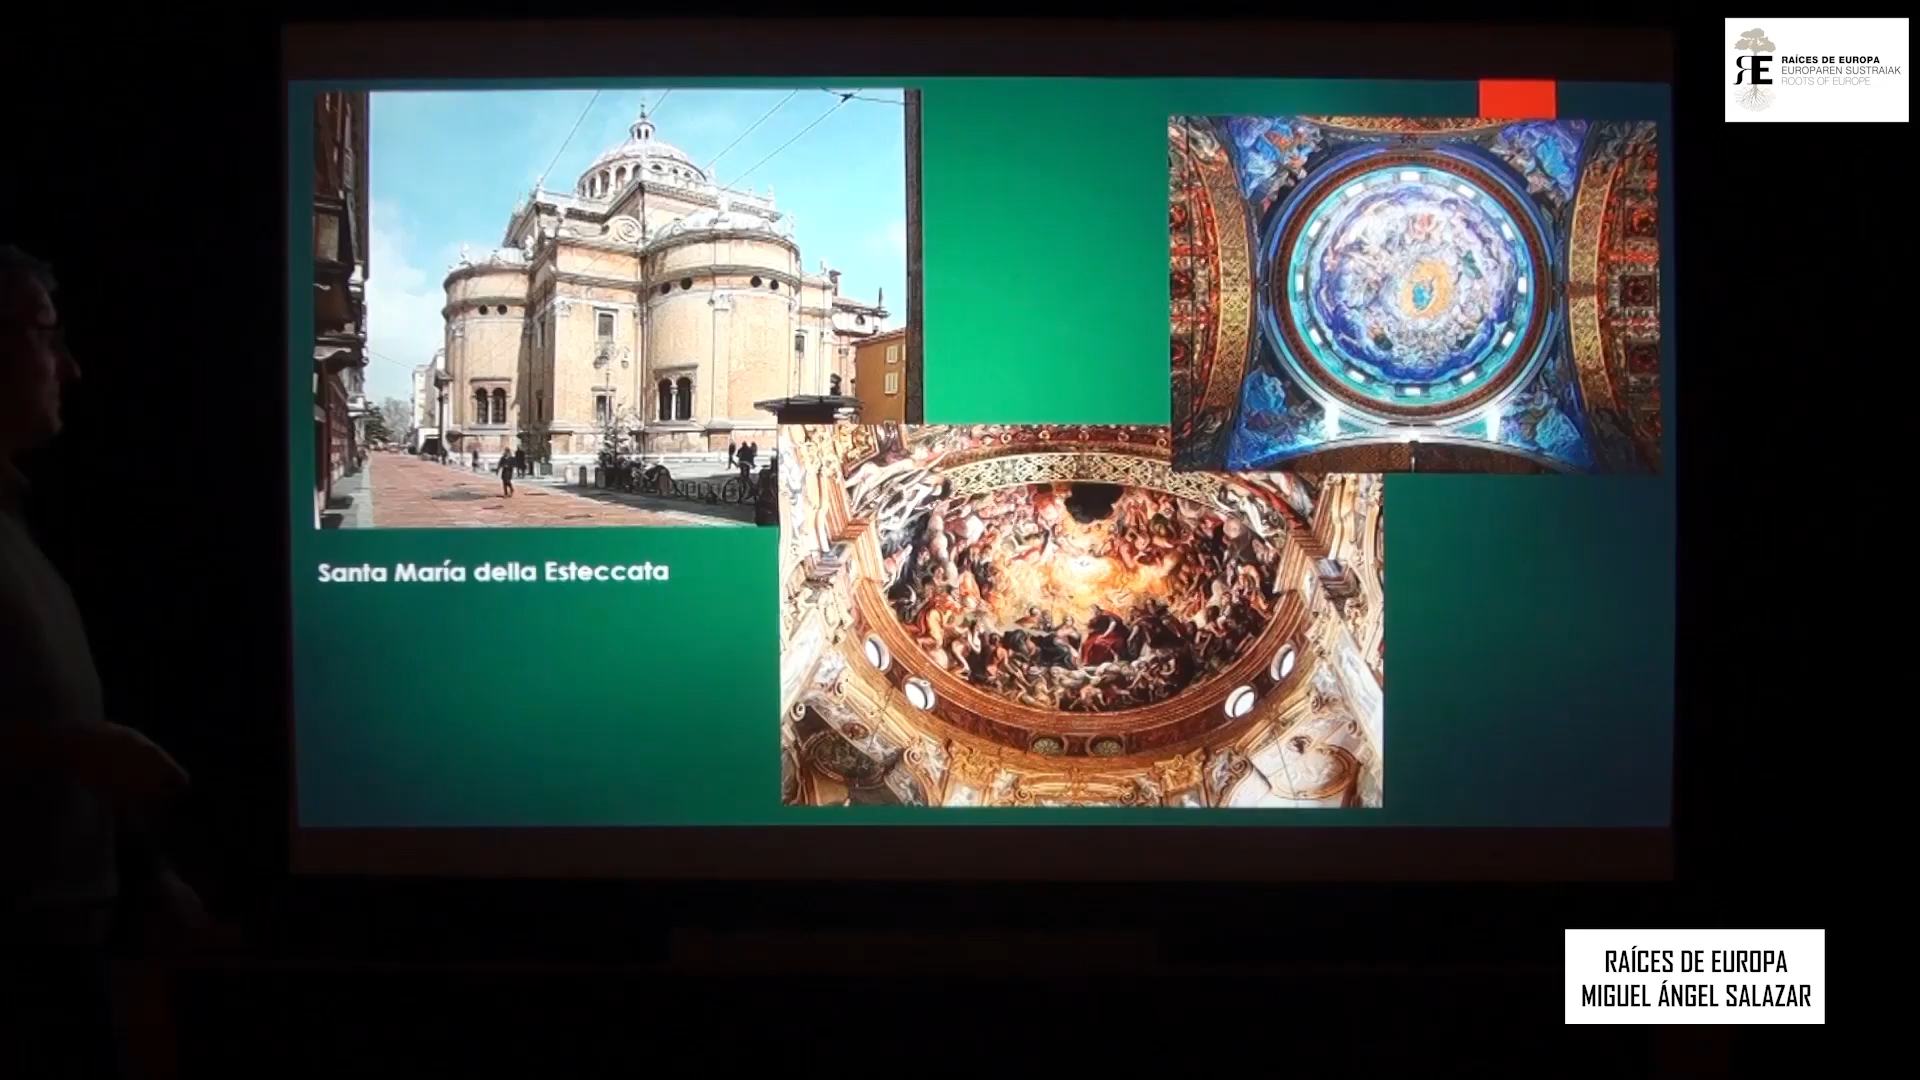 RAÍCES DE EUROPA
EUROPAREN SUSTRAIAK
ROOTS OF EUROPE
Santa María della Esteccata
RAÍCES DE EUROPA
MIGUEL ÁNGEL SALAZAR